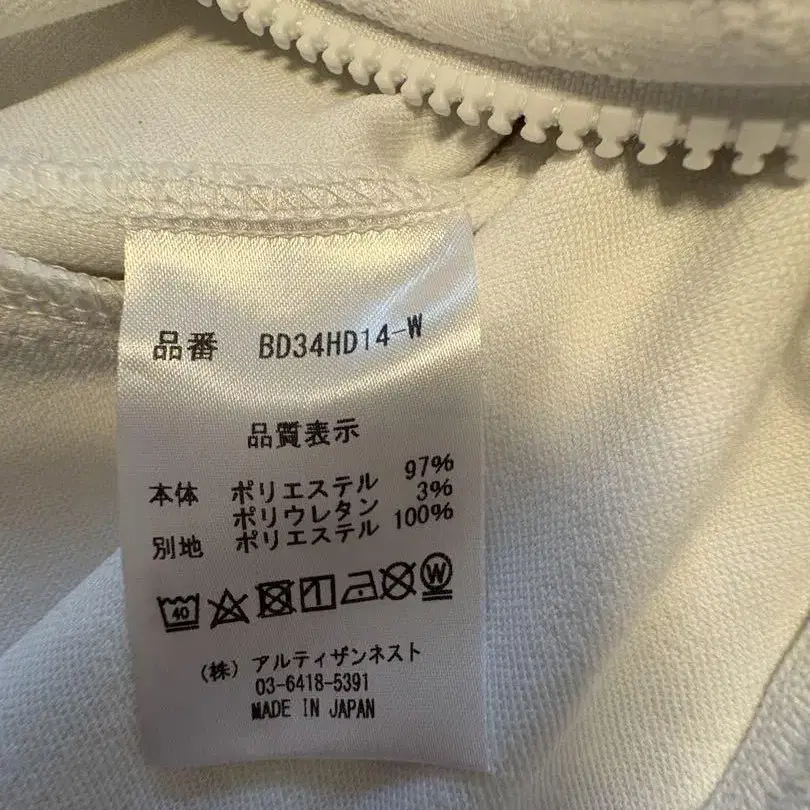 品番 BD34HD14-W
品質表示
本体 ポリエステル 97%
ポリウレタン 3%
別地 ポリエステル 100%
40 W
(株) アルティザンネスト
03-6418-5391
MADE IN JAPAN